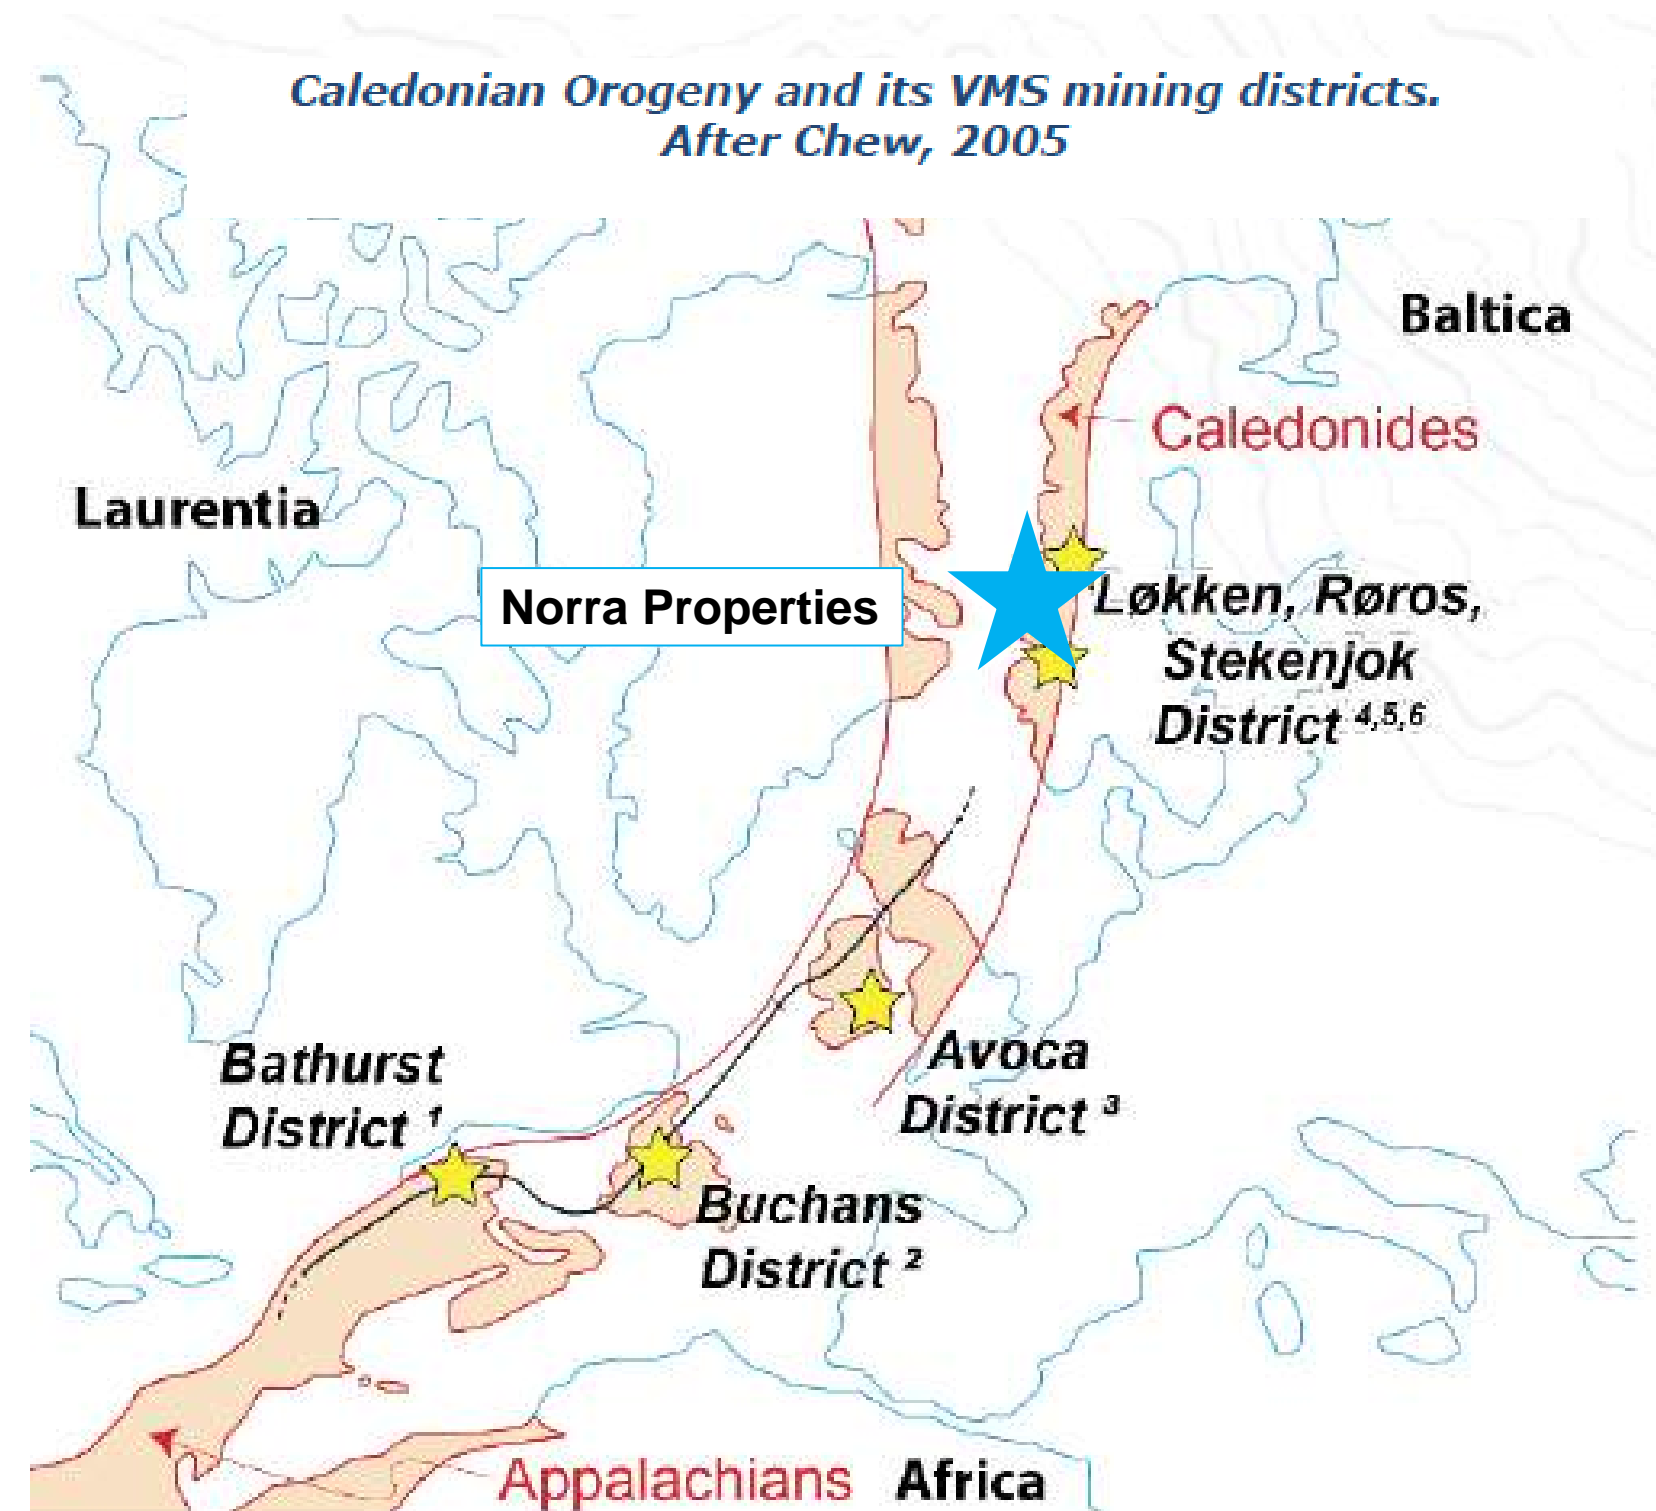 Caledonian Orogeny and its VMS mining districts.
After Chew, 2005
Baltica
Caledonides
Laurentia
Norra Properties
Løkken, Røros,
Stekenjok
District 4,5,6
Bathurst
District 1
Avoca
District 3
Buchans
District 2
Appalachians
Africa